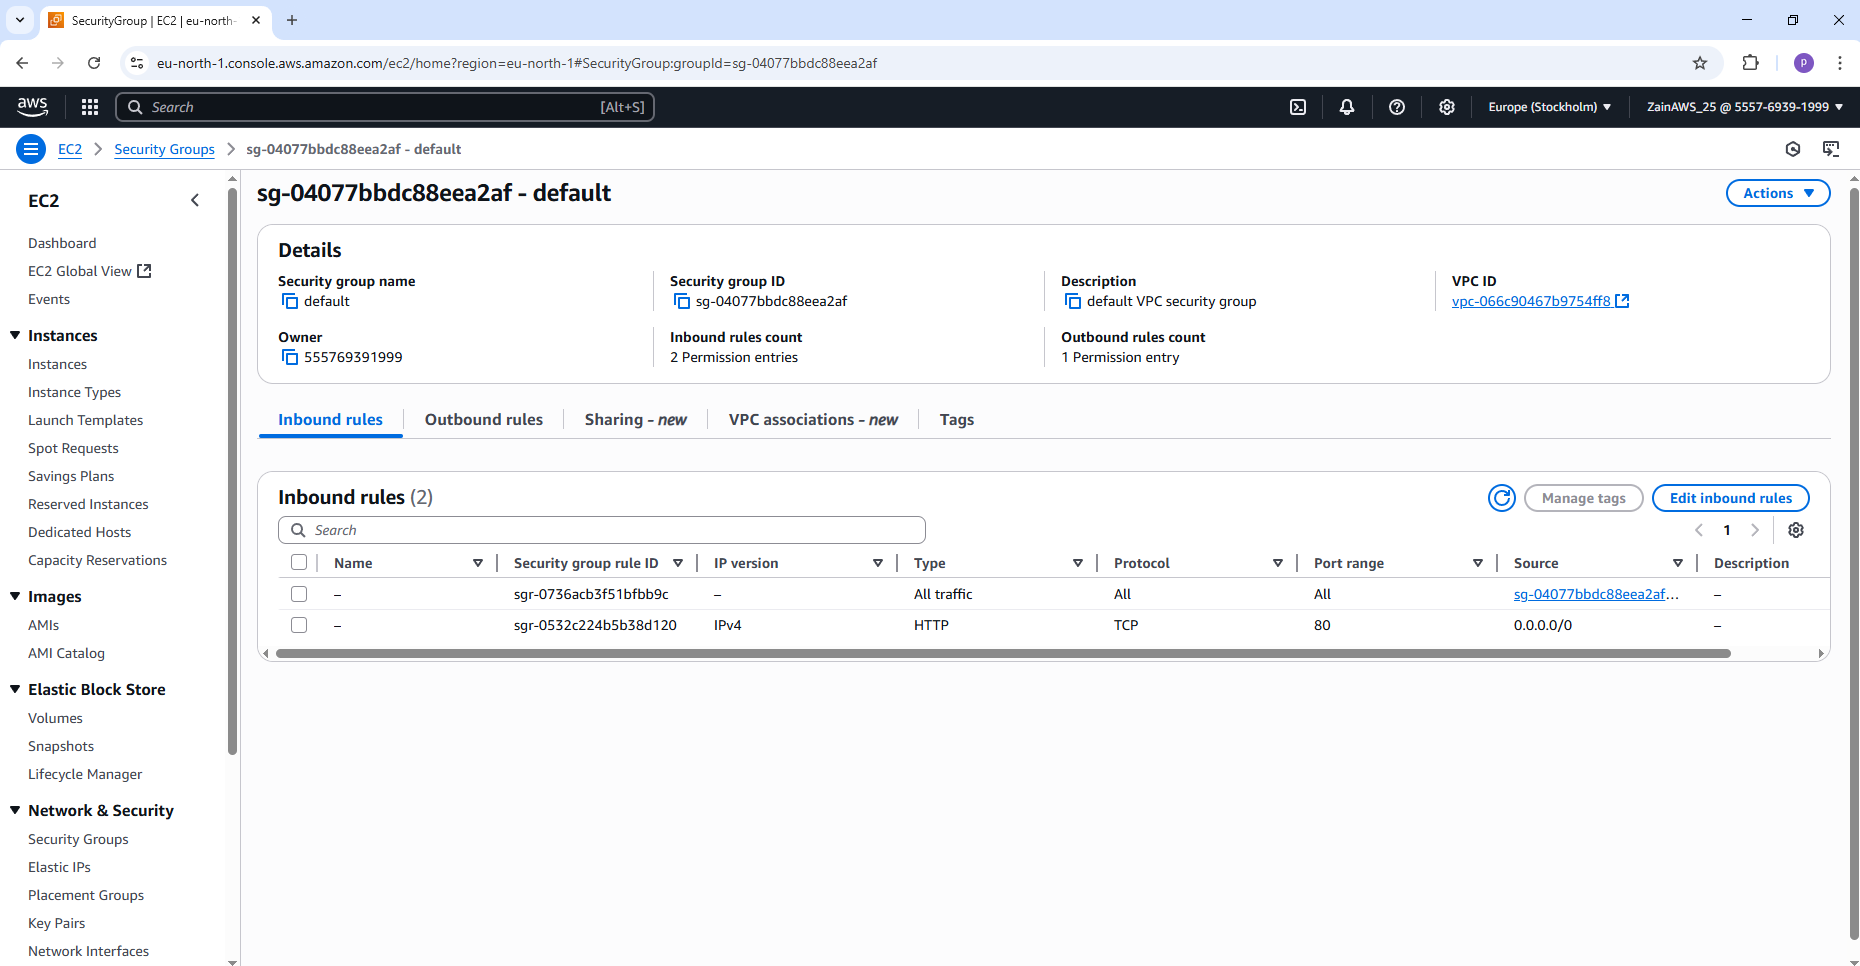 SecurityGroup | EC2 | eu-north-
eu-north-1.console.aws.amazon.com/ec2/home?region=eu-north-1#SecurityGroup:groupId=sg-04077bbdc88eea2af
P
aws
Search
[Alt+S]
Europe (Stockholm)
ZainAWS_25 @ 5557-6939-1999
EC2
Security Groups
sg-04077bbdc88eea2af - default
EC2
Dashboard
EC2 Global View
Events
Instances
Instances
Instance Types
Launch Templates
Spot Requests
Savings Plans
Reserved Instances
Dedicated Hosts
Capacity Reservations
Images
AMIs
AMI Catalog
Elastic Block Store
Volumes
Snapshots
Lifecycle Manager
Network & Security
Security Groups
Elastic IPs
Placement Groups
Key Pairs
Network Interfaces
sg-04077bbdc88eea2af - default
Actions
Details
Security group name
default
Security group ID
sg-04077bbdc88eea2af
Description
default VPC security group
VPC ID
vpc-066c90467b9754ff8
Owner
555769391999
Inbound rules count
2 Permission entries
Outbound rules count
1 Permission entry
Inbound rules
Outbound rules
Sharing - new
VPC associations - new
Tags
Inbound rules (2)
Manage tags
Edit inbound rules
Search
1
Name Security group rule ID IP version Type Protocol Port range Source Description
– sgr-0736acb3f51bfbb9c – All traffic All All sg-04077bbdc88eea2af... –
– sgr-0532c224b5b38d120 IPv4 HTTP TCP 80 0.0.0.0/0 –